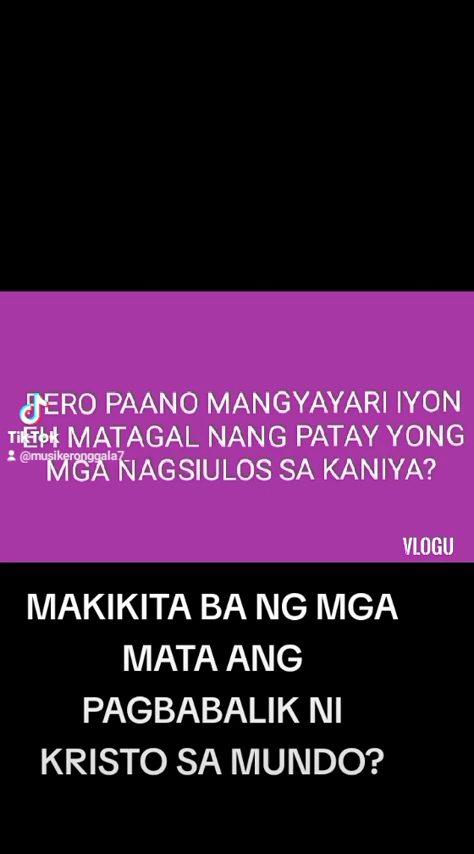 PERO PAANO MANGYAYARI IYON
EH MATAGAL NANG PATAY YONG
MGA NAGSIULOS SA KANIYA?
TikTok
@musikeronggala7_
VLOGU
MAKIKITA BA NG MGA
MATA ANG
PAGBABALIK NI
KRISTO SA MUNDO?